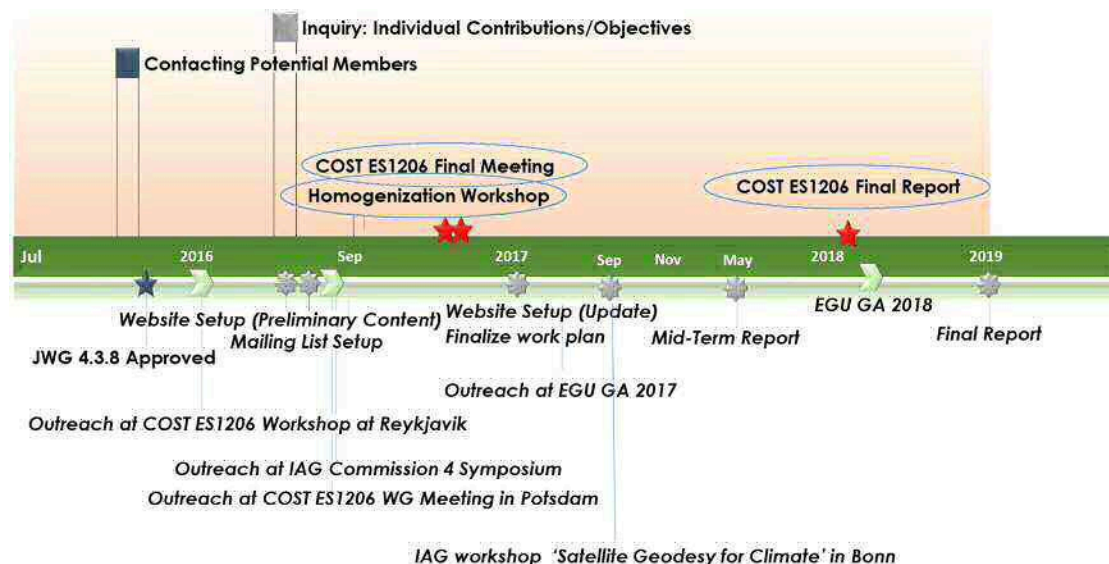 Inquiry: Individual Contributions/Objectives
Contacting Potential Members
COST ES1206 Final Meeting
Homogenization Workshop
COST ES1206 Final Report
Jul 2016 Sep 2017 Sep Nov May 2018 2019
Website Setup (Preliminary Content)
Mailing List Setup
JWG 4.3.8 Approved
Website Setup (Update)
Finalize work plan
Mid-Term Report
EGU GA 2018
Final Report
Outreach at EGU GA 2017
Outreach at COST ES1206 Workshop at Reykjavik
Outreach at IAG Commission 4 Symposium
Outreach at COST ES1206 WG Meeting in Potsdam
IAG workshop 'Satellite Geodesy for Climate' in Bonn